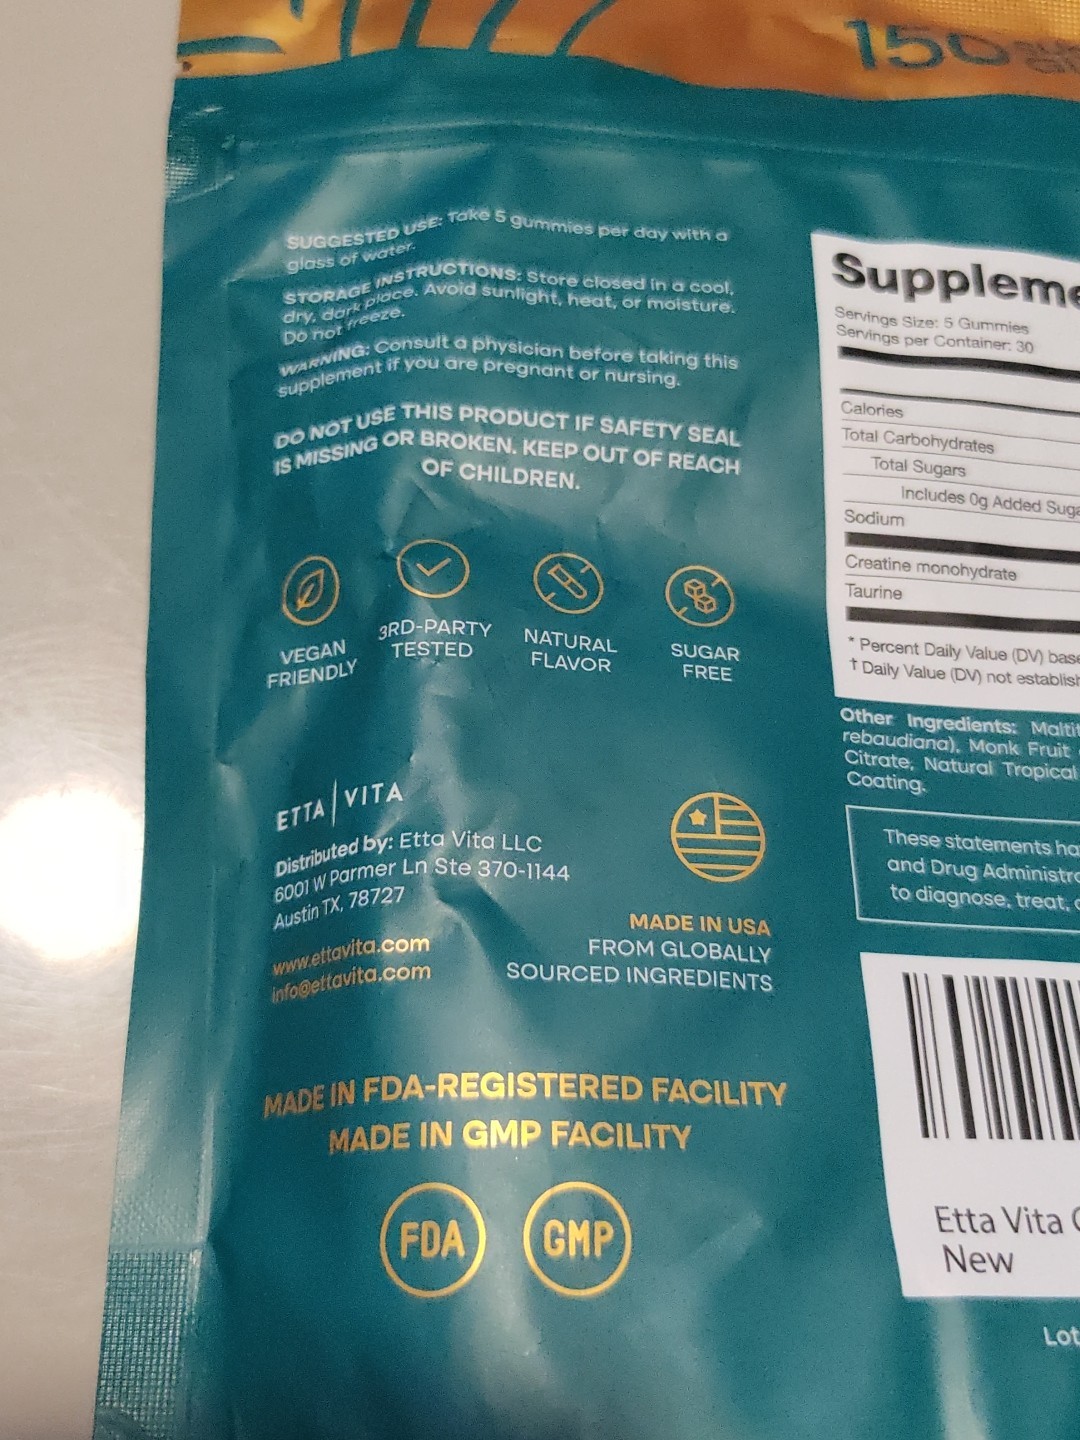 150
SUGGESTED USE: Take 5 gummies per day with a
glass of water.
STORAGE INSTRUCTIONS: Store closed in a cool,
dry, dark place. Avoid sunlight, heat, or moisture.
Do not freeze.
WARNING: Consult a physician before taking this
supplement if you are pregnant or nursing.
DO NOT USE THIS PRODUCT IF SAFETY SEAL
IS MISSING OR BROKEN. KEEP OUT OF REACH
OF CHILDREN.
VEGAN
FRIENDLY
3RD-PARTY
TESTED
NATURAL
FLAVOR
SUGAR
FREE
ETTA | VITA
Distributed by: Etta Vita LLC
6001 W Parmer Ln Ste 370-1144
Austin TX, 78727
www.ettavita.com
info@ettavita.com
MADE IN USA
FROM GLOBALLY
SOURCED INGREDIENTS
MADE IN FDA-REGISTERED FACILITY
MADE IN GMP FACILITY
FDA
GMP
Suppleme
Servings Size: 5 Gummies
Servings per Container: 30
Calories
Total Carbohydrates
Total Sugars
Includes 0g Added Suga
Sodium
Creatine monohydrate
Taurine
* Percent Daily Value (DV) base
† Daily Value (DV) not establish
Other Ingredients: Maltit
rebaudiana), Monk Fruit
Citrate, Natural Tropical
Coating.
These statements ha
and Drug Administra
to diagnose, treat,
Etta Vita
New
Lot